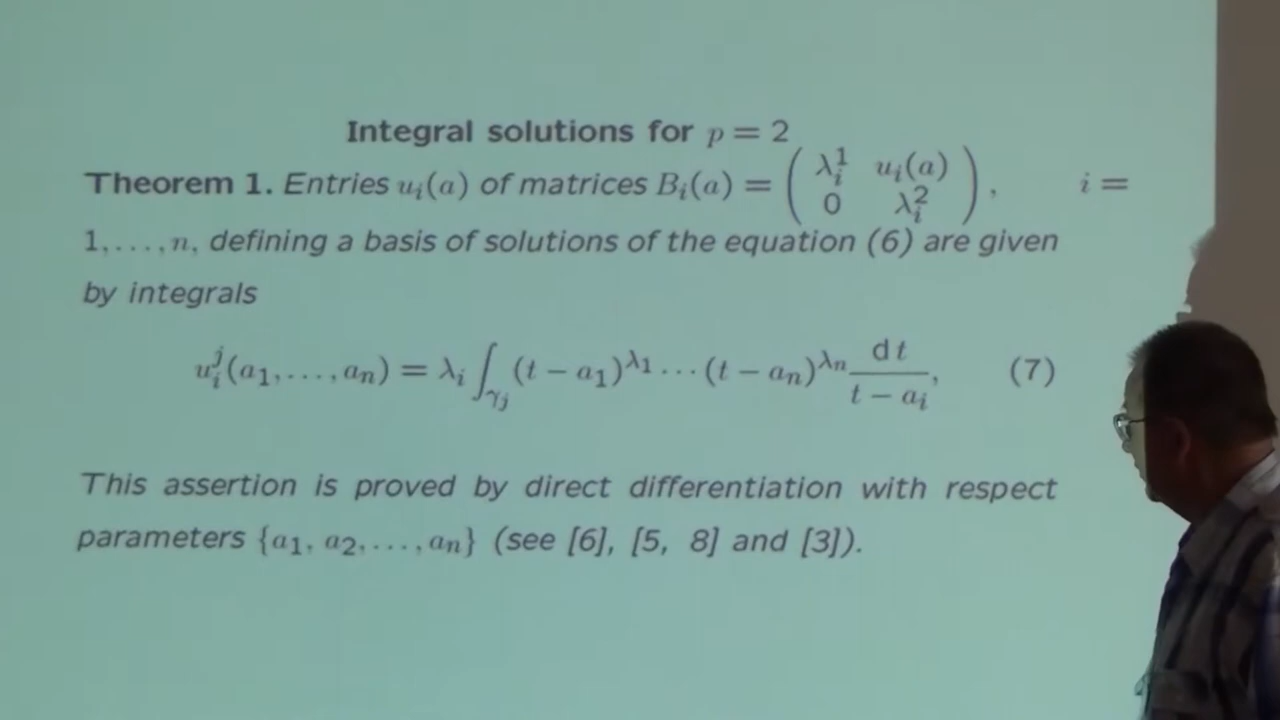 Integral solutions for p = 2
Theorem 1. Entries u_i(a) of matrices B_i(a) = ( λ_i^1 u_i(a) ; 0 λ_i^2 ), i =
1, . . . , n, defining a basis of solutions of the equation (6) are given
by integrals
u_i^j(a_1, . . . , a_n) = λ_i ∫_{γ_j} (t − a_1)^{λ_1} · · · (t − a_n)^{λ_n} dt/(t − a_i), (7)
This assertion is proved by direct differentiation with respect
parameters {a_1, a_2, . . . , a_n} (see [6], [5, 8] and [3]).